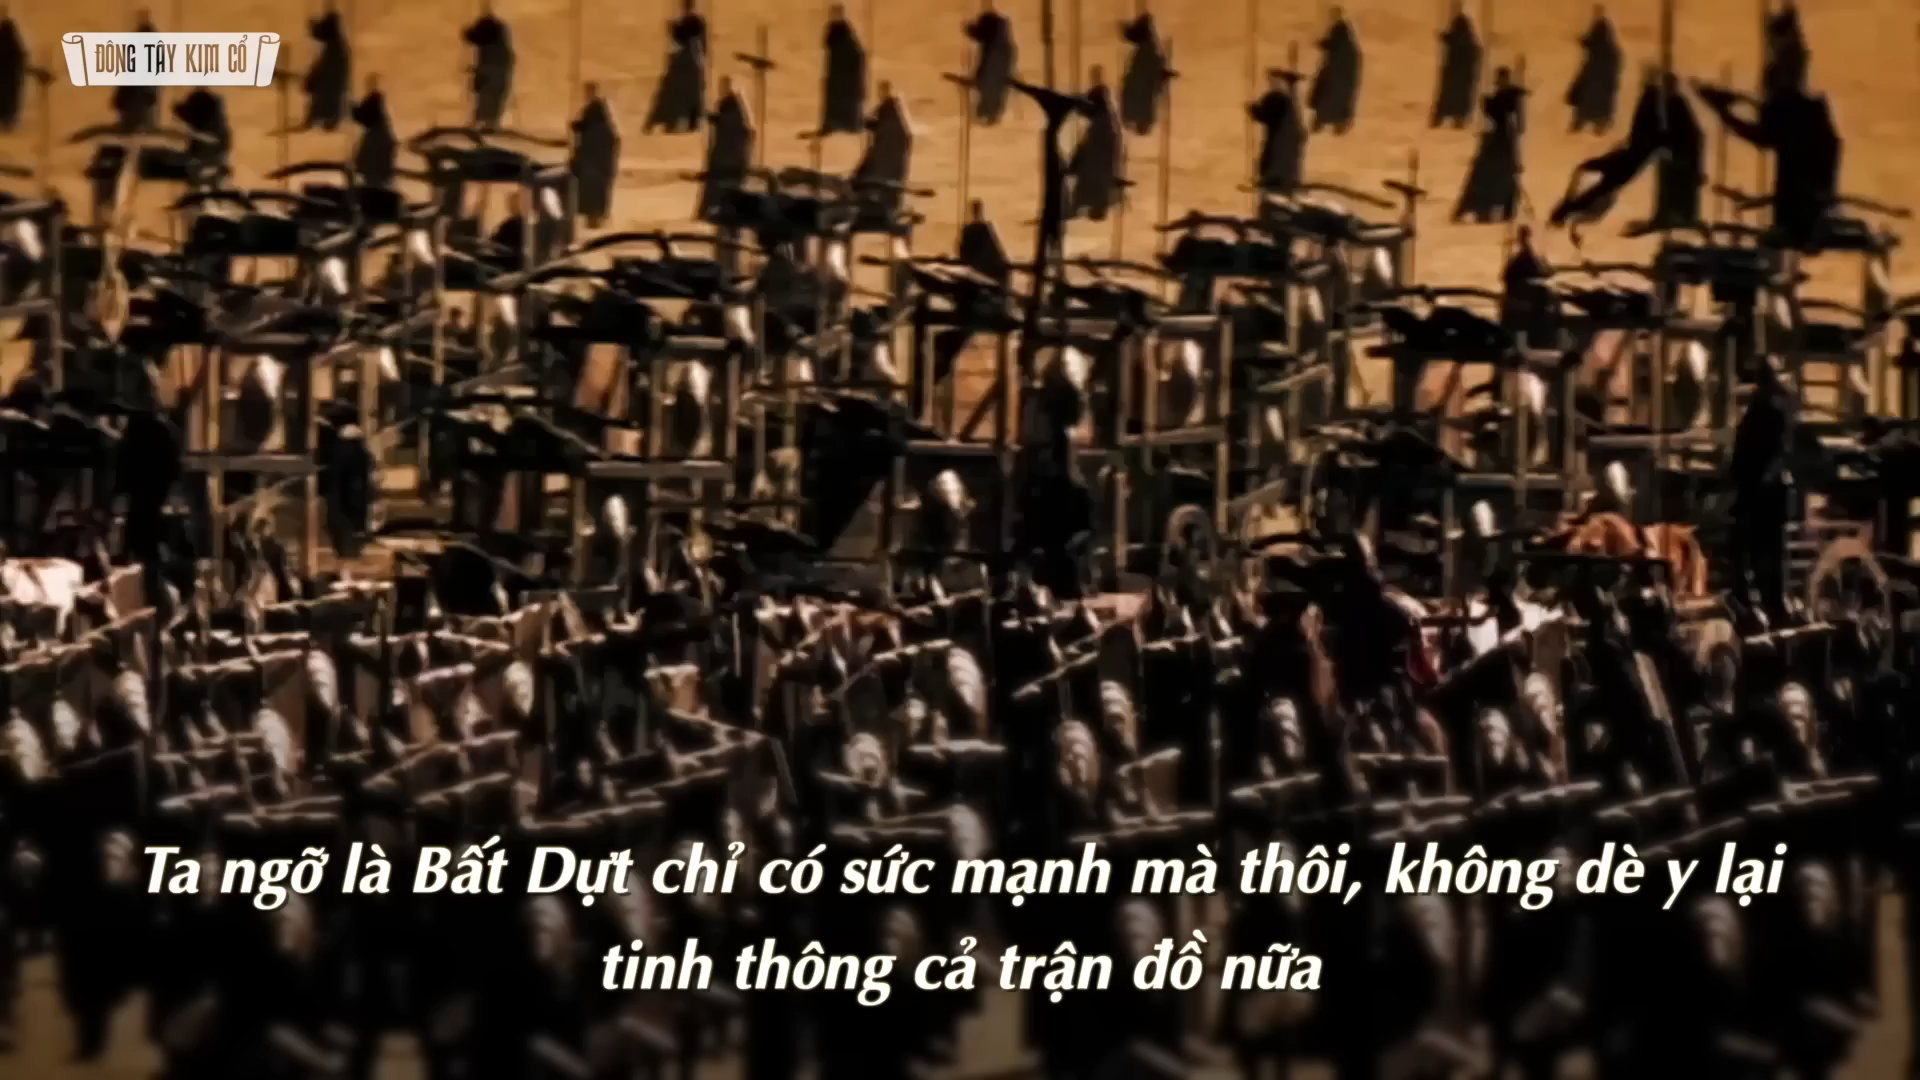 ĐÔNG TÂY KIM CỔ
Ta ngỡ là Bất Dựt chỉ có sức mạnh mà thôi, không dè y lại
tinh thông cả trận đồ nữa